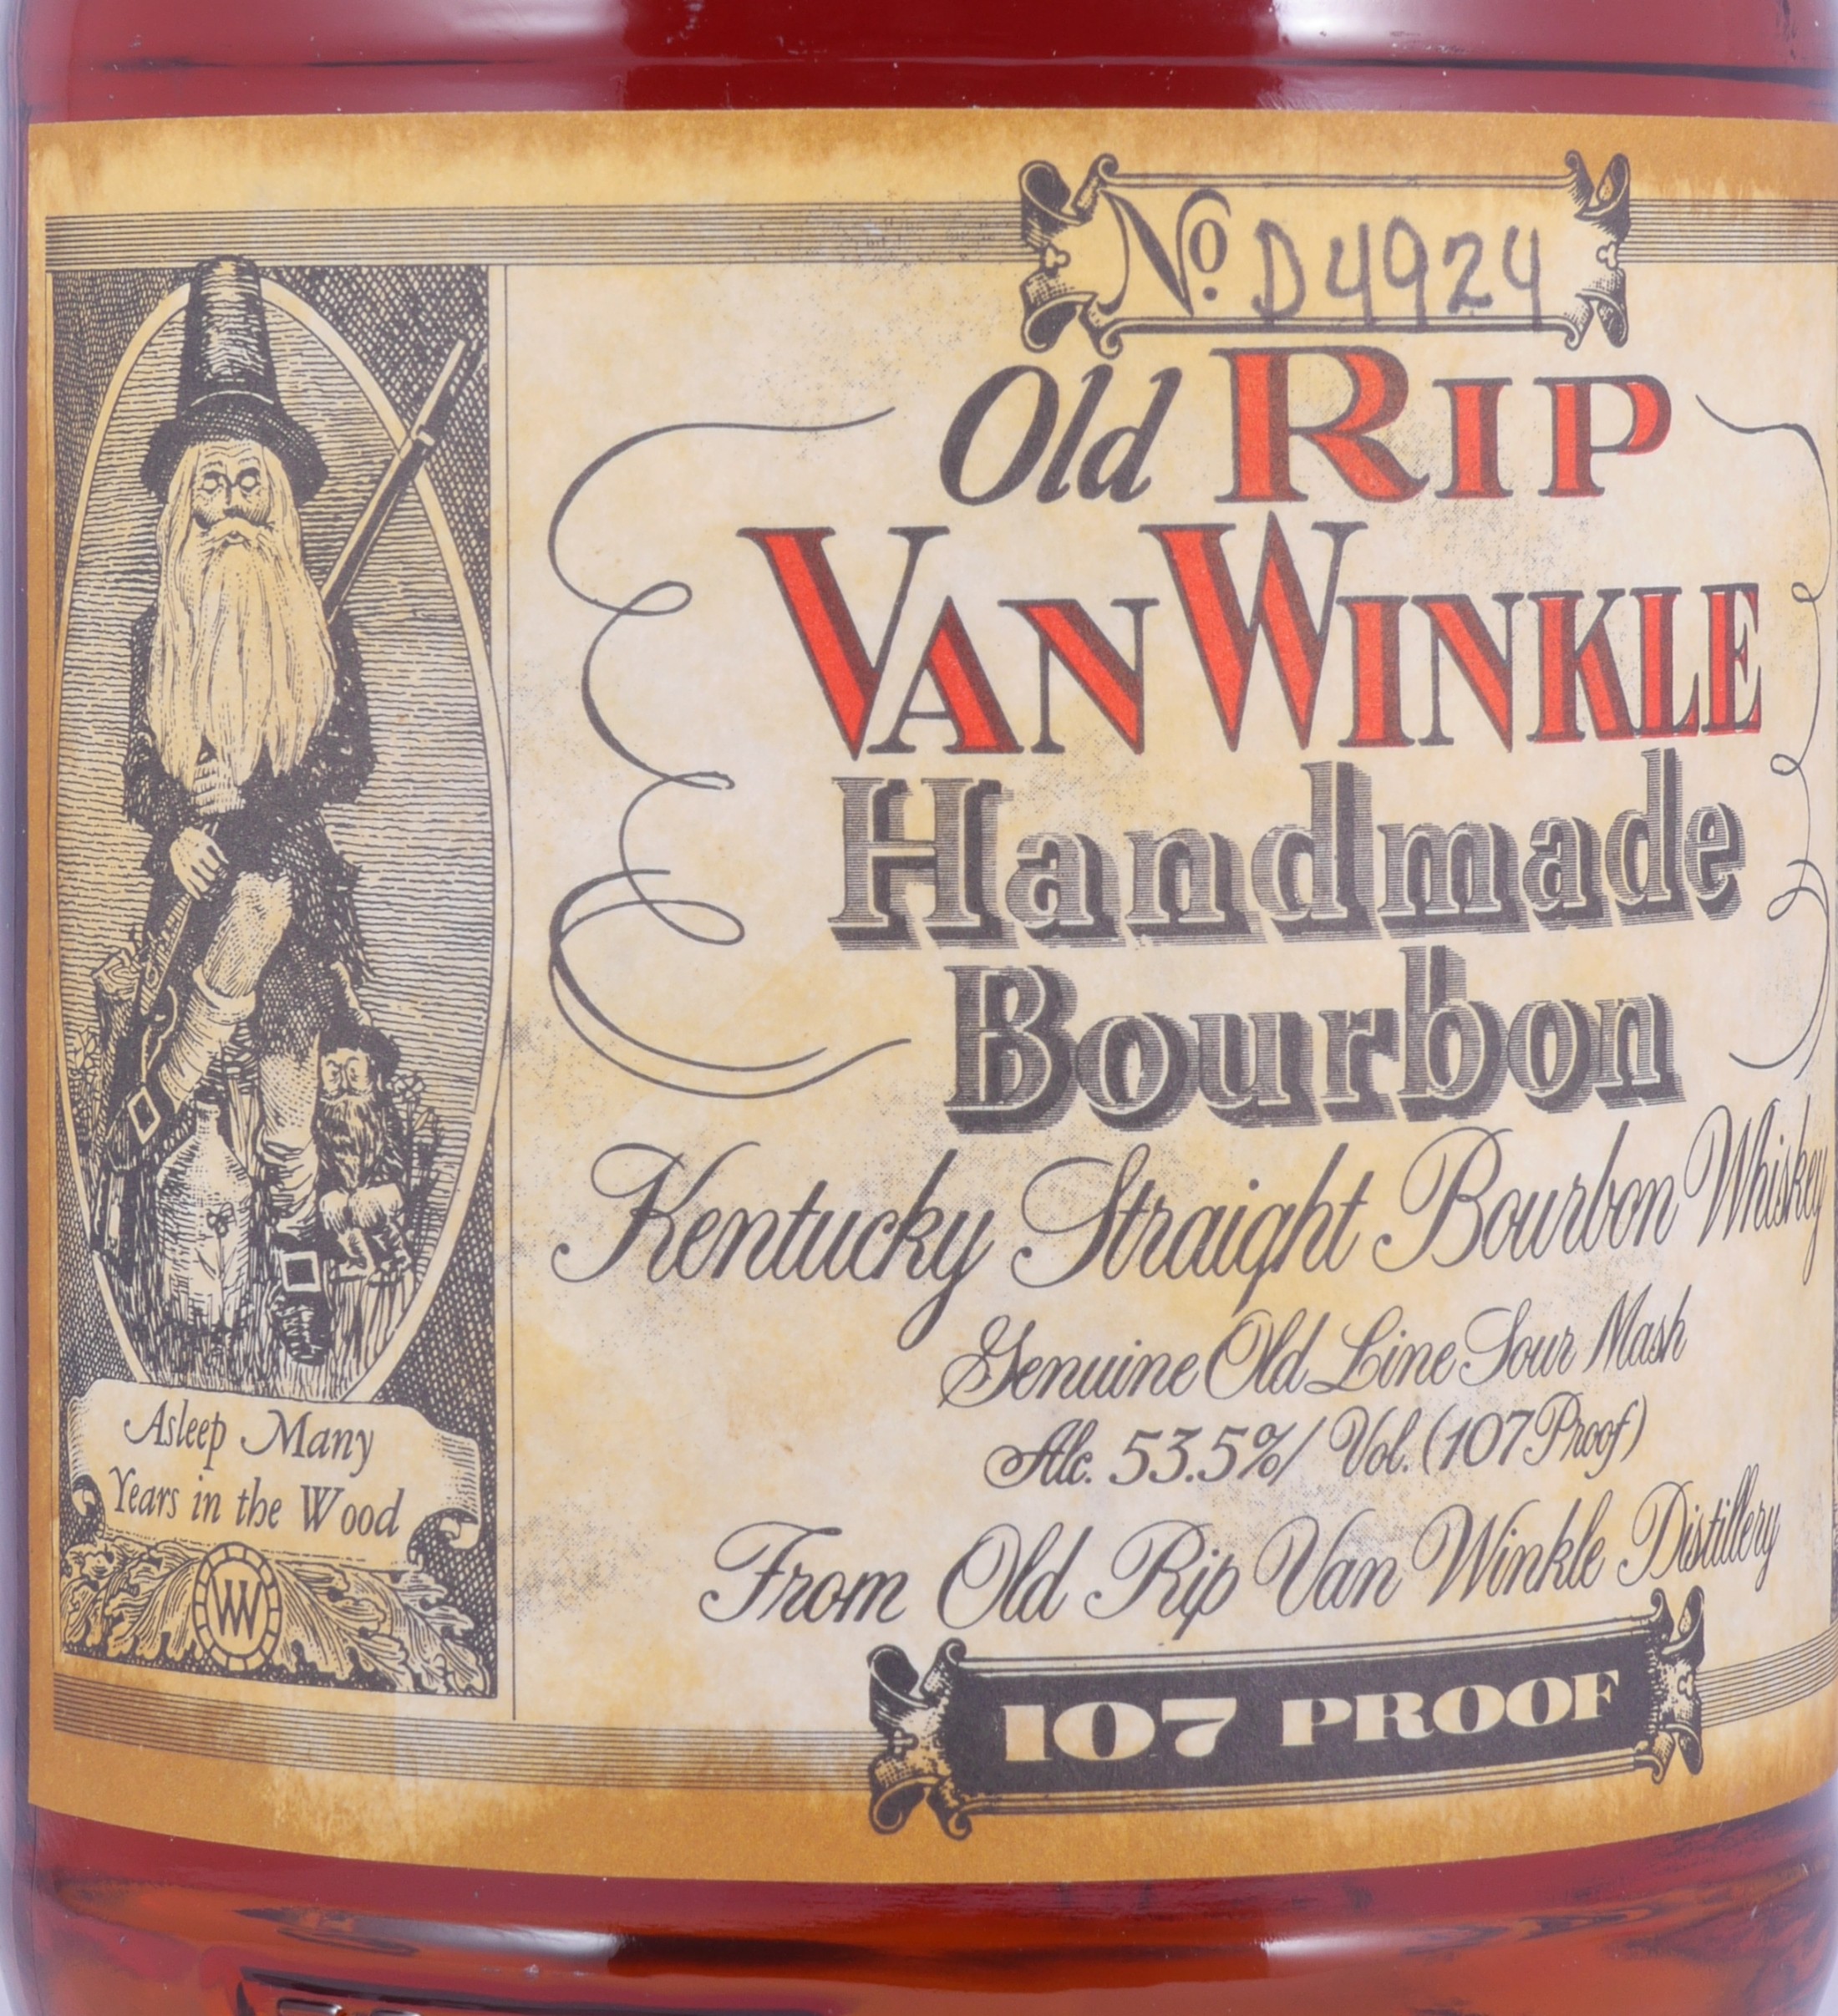 No. D4924
Old RIP
VAN WINKLE
Handmade
Bourbon
Kentucky Straight Bourbon Whiskey
Genuine Old Line Sour Mash
Alc. 53.5%/ Vol. (107 Proof)
From Old Rip Van Winkle Distillery
107 PROOF
Asleep Many
Years in the Wood
VW